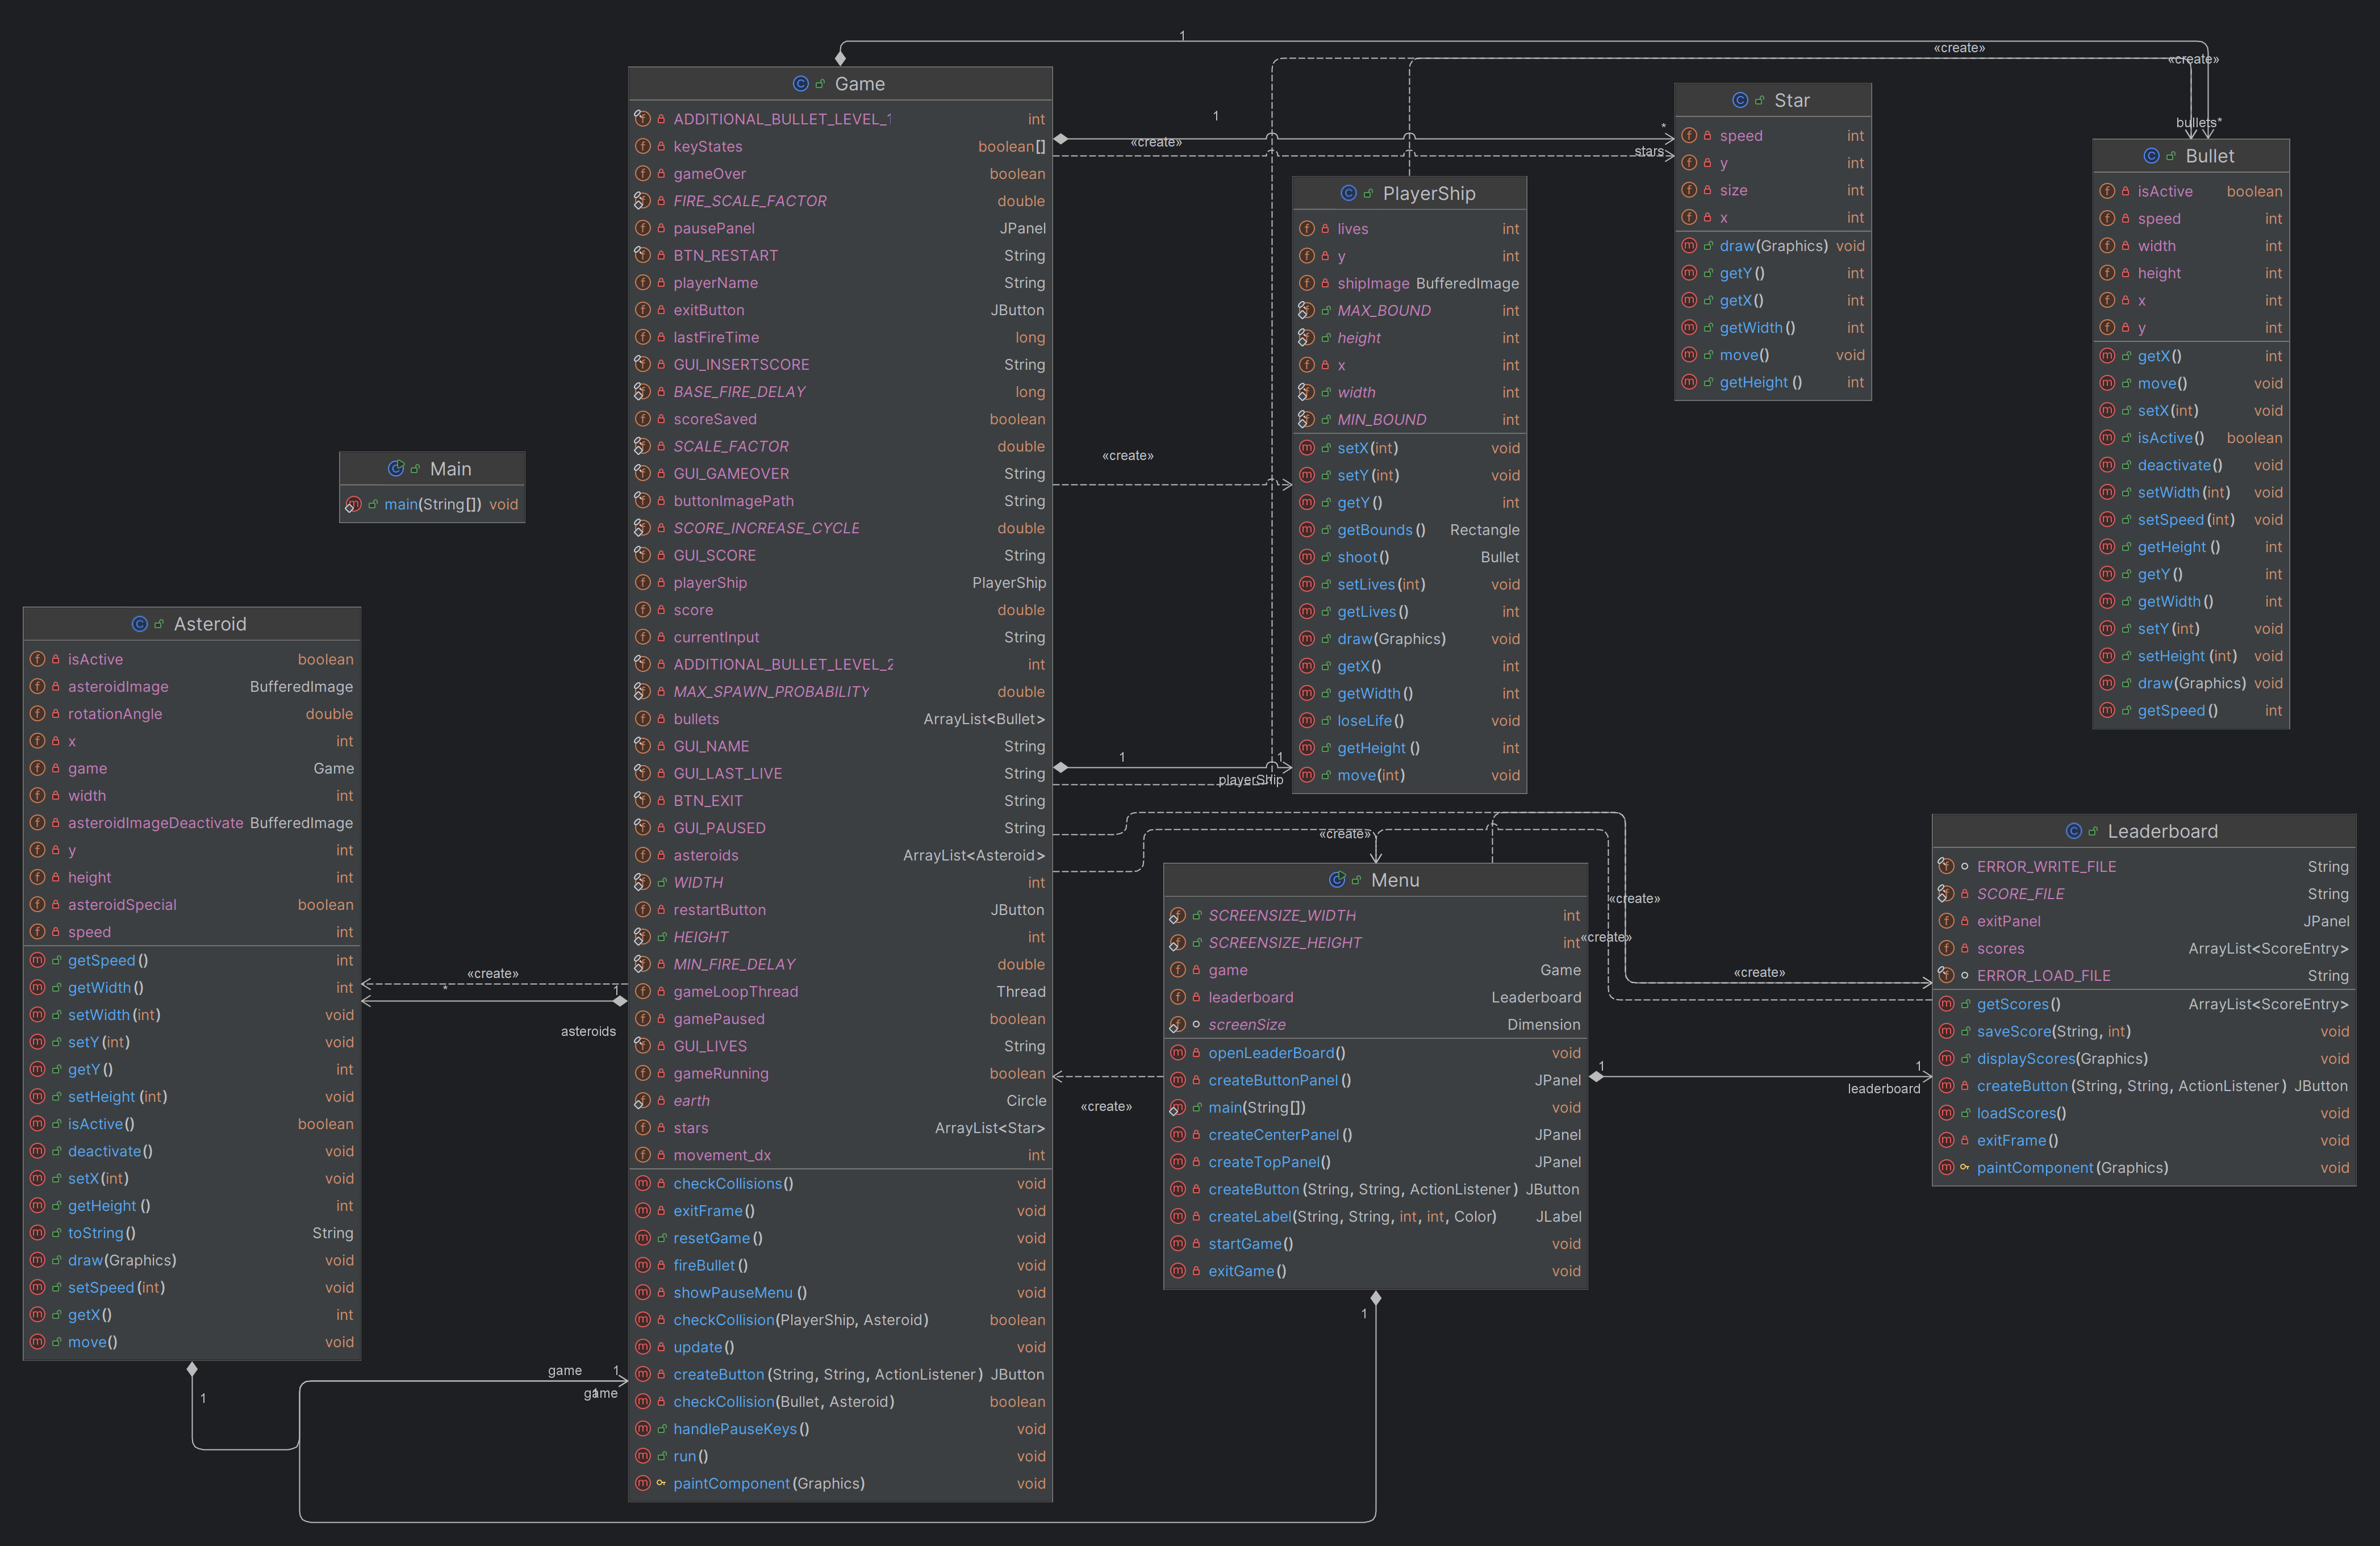 1
«create»
«create»
bullets*
Game
ADDITIONAL_BULLET_LEVEL_1 int
keyStates boolean[]
gameOver boolean
FIRE_SCALE_FACTOR double
pausePanel JPanel
BTN_RESTART String
playerName String
exitButton JButton
lastFireTime long
GUI_INSERTSCORE String
BASE_FIRE_DELAY long
scoreSaved boolean
SCALE_FACTOR double
GUI_GAMEOVER String
buttonImagePath String
SCORE_INCREASE_CYCLE double
GUI_SCORE String
playerShip PlayerShip
score double
currentInput String
ADDITIONAL_BULLET_LEVEL_2 int
MAX_SPAWN_PROBABILITY double
bullets ArrayList<Bullet>
GUI_NAME String
GUI_LAST_LIVE String
BTN_EXIT String
GUI_PAUSED String
asteroids ArrayList<Asteroid>
WIDTH int
restartButton JButton
HEIGHT int
MIN_FIRE_DELAY double
gameLoopThread Thread
gamePaused boolean
GUI_LIVES String
gameRunning boolean
earth Circle
stars ArrayList<Star>
movement_dx int
checkCollisions() void
exitFrame() void
resetGame() void
fireBullet() void
showPauseMenu() void
checkCollision(PlayerShip, Asteroid) boolean
update() void
createButton(String, String, ActionListener) JButton
checkCollision(Bullet, Asteroid) boolean
handlePauseKeys() void
run() void
paintComponent(Graphics) void
1
*
«create»
stars
Star
speed int
y int
size int
x int
draw(Graphics) void
getY() int
getX() int
getWidth() int
move() void
getHeight() int
Bullet
isActive boolean
speed int
width int
height int
x int
y int
getX() int
move() void
setX(int) void
isActive() boolean
deactivate() void
setWidth(int) void
setSpeed(int) void
getHeight() int
getY() int
getWidth() int
setY(int) void
setHeight(int) void
draw(Graphics) void
getSpeed() int
PlayerShip
lives int
y int
shipImage BufferedImage
MAX_BOUND int
height int
x int
width int
MIN_BOUND int
setX(int) void
setY(int) void
getY() int
getBounds() Rectangle
shoot() Bullet
setLives(int) void
getLives() int
draw(Graphics) void
getX() int
getWidth() int
loseLife() void
getHeight() int
move(int) void
«create»
1
1
playerShip
Main
main(String[]) void
Asteroid
isActive boolean
asteroidImage BufferedImage
rotationAngle double
x int
game Game
width int
asteroidImageDeactivate BufferedImage
y int
height int
asteroidSpecial boolean
speed int
getSpeed() int
getWidth() int
setWidth(int) void
setY(int) void
getY() int
setHeight(int) void
isActive() boolean
deactivate() void
setX(int) void
getHeight() int
toString() String
draw(Graphics) void
setSpeed(int) void
getX() int
move() void
«create»
*
1
asteroids
«create»
«create»
«create»
«create»
Menu
SCREENSIZE_WIDTH int
SCREENSIZE_HEIGHT int
game Game
leaderboard Leaderboard
screenSize Dimension
openLeaderBoard() void
createButtonPanel() JPanel
main(String[]) void
createCenterPanel() JPanel
createTopPanel() JPanel
createButton(String, String, ActionListener) JButton
createLabel(String, String, int, int, Color) JLabel
startGame() void
exitGame() void
«create»
Leaderboard
ERROR_WRITE_FILE String
SCORE_FILE String
exitPanel JPanel
scores ArrayList<ScoreEntry>
ERROR_LOAD_FILE String
getScores() ArrayList<ScoreEntry>
saveScore(String, int) void
displayScores(Graphics) void
createButton(String, String, ActionListener) JButton
loadScores() void
exitFrame() void
paintComponent(Graphics) void
1
1
leaderboard
1
game
1
game
1
1